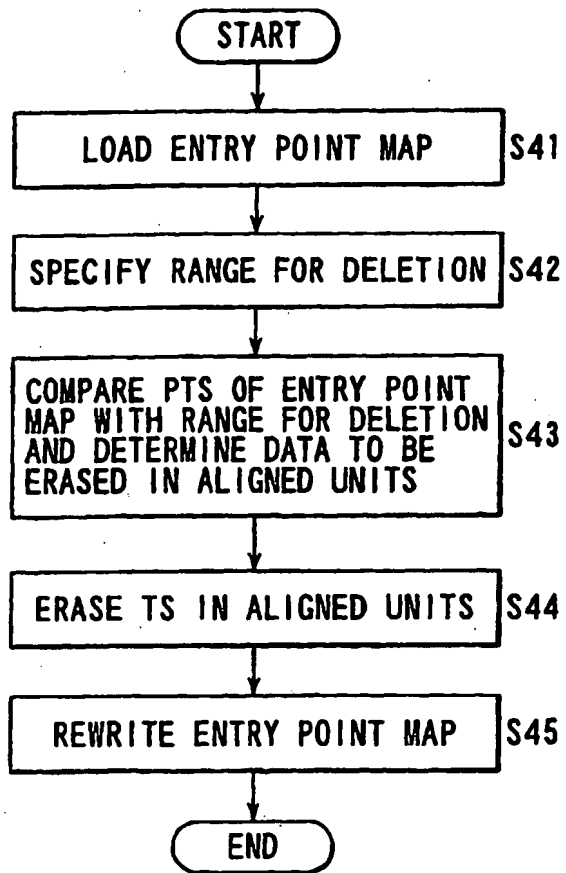 START
LOAD ENTRY POINT MAP S41
SPECIFY RANGE FOR DELETION S42
COMPARE PTS OF ENTRY POINT
MAP WITH RANGE FOR DELETION
AND DETERMINE DATA TO BE
ERASED IN ALIGNED UNITS
S43
ERASE TS IN ALIGNED UNITS S44
REWRITE ENTRY POINT MAP S45
END